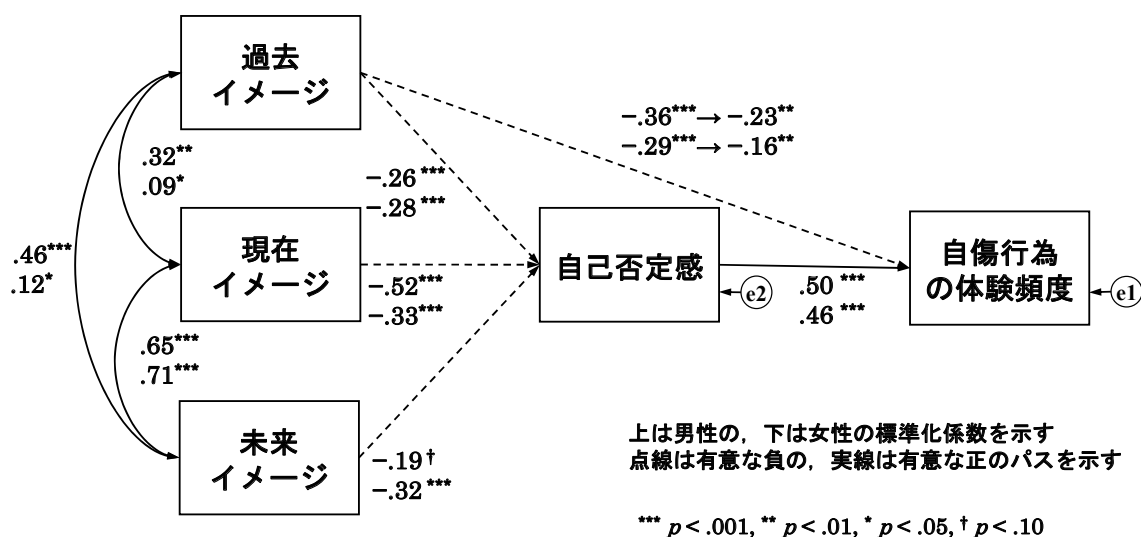 過去
イメージ
−.36***→ −.23**
−.29***→ −.16**
.32**
.09*
−.26 ***
−.28 ***
.46***
.12*
現在
イメージ
−.52***
−.33***
自己否定感
e2
.50 ***
.46 ***
自傷行為
の体験頻度
e1
.65***
.71***
未来
イメージ
−.19 †
−.32 ***
上は男性の，下は女性の標準化係数を示す
点線は有意な負の，実線は有意な正のパスを示す
*** p < .001, ** p < .01, * p < .05, † p < .10